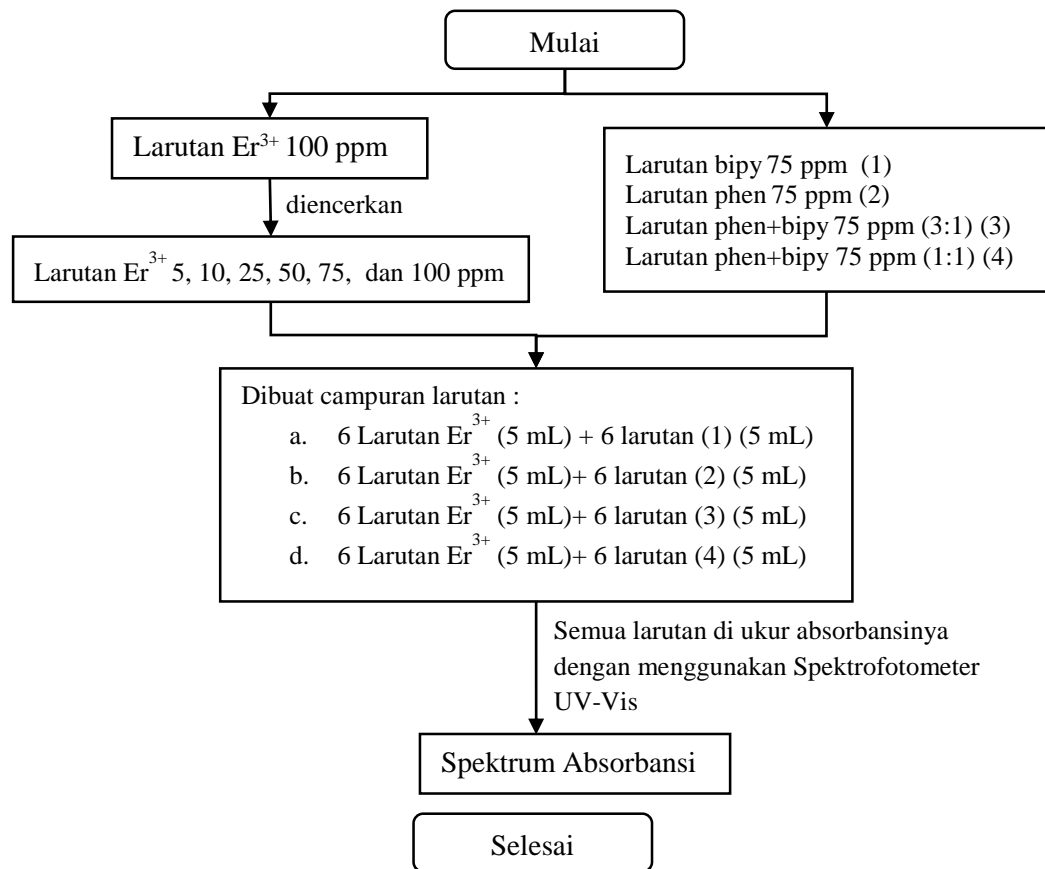 Mulai
Larutan Er³⁺ 100 ppm
diencerkan
Larutan Er³⁺ 5, 10, 25, 50, 75, dan 100 ppm
Larutan bipy 75 ppm (1)
Larutan phen 75 ppm (2)
Larutan phen+bipy 75 ppm (3:1) (3)
Larutan phen+bipy 75 ppm (1:1) (4)
Dibuat campuran larutan :
a. 6 Larutan Er³⁺ (5 mL) + 6 larutan (1) (5 mL)
b. 6 Larutan Er³⁺ (5 mL)+ 6 larutan (2) (5 mL)
c. 6 Larutan Er³⁺ (5 mL)+ 6 larutan (3) (5 mL)
d. 6 Larutan Er³⁺ (5 mL)+ 6 larutan (4) (5 mL)
Semua larutan di ukur absorbansinya
dengan menggunakan Spektrofotometer
UV-Vis
Spektrum Absorbansi
Selesai